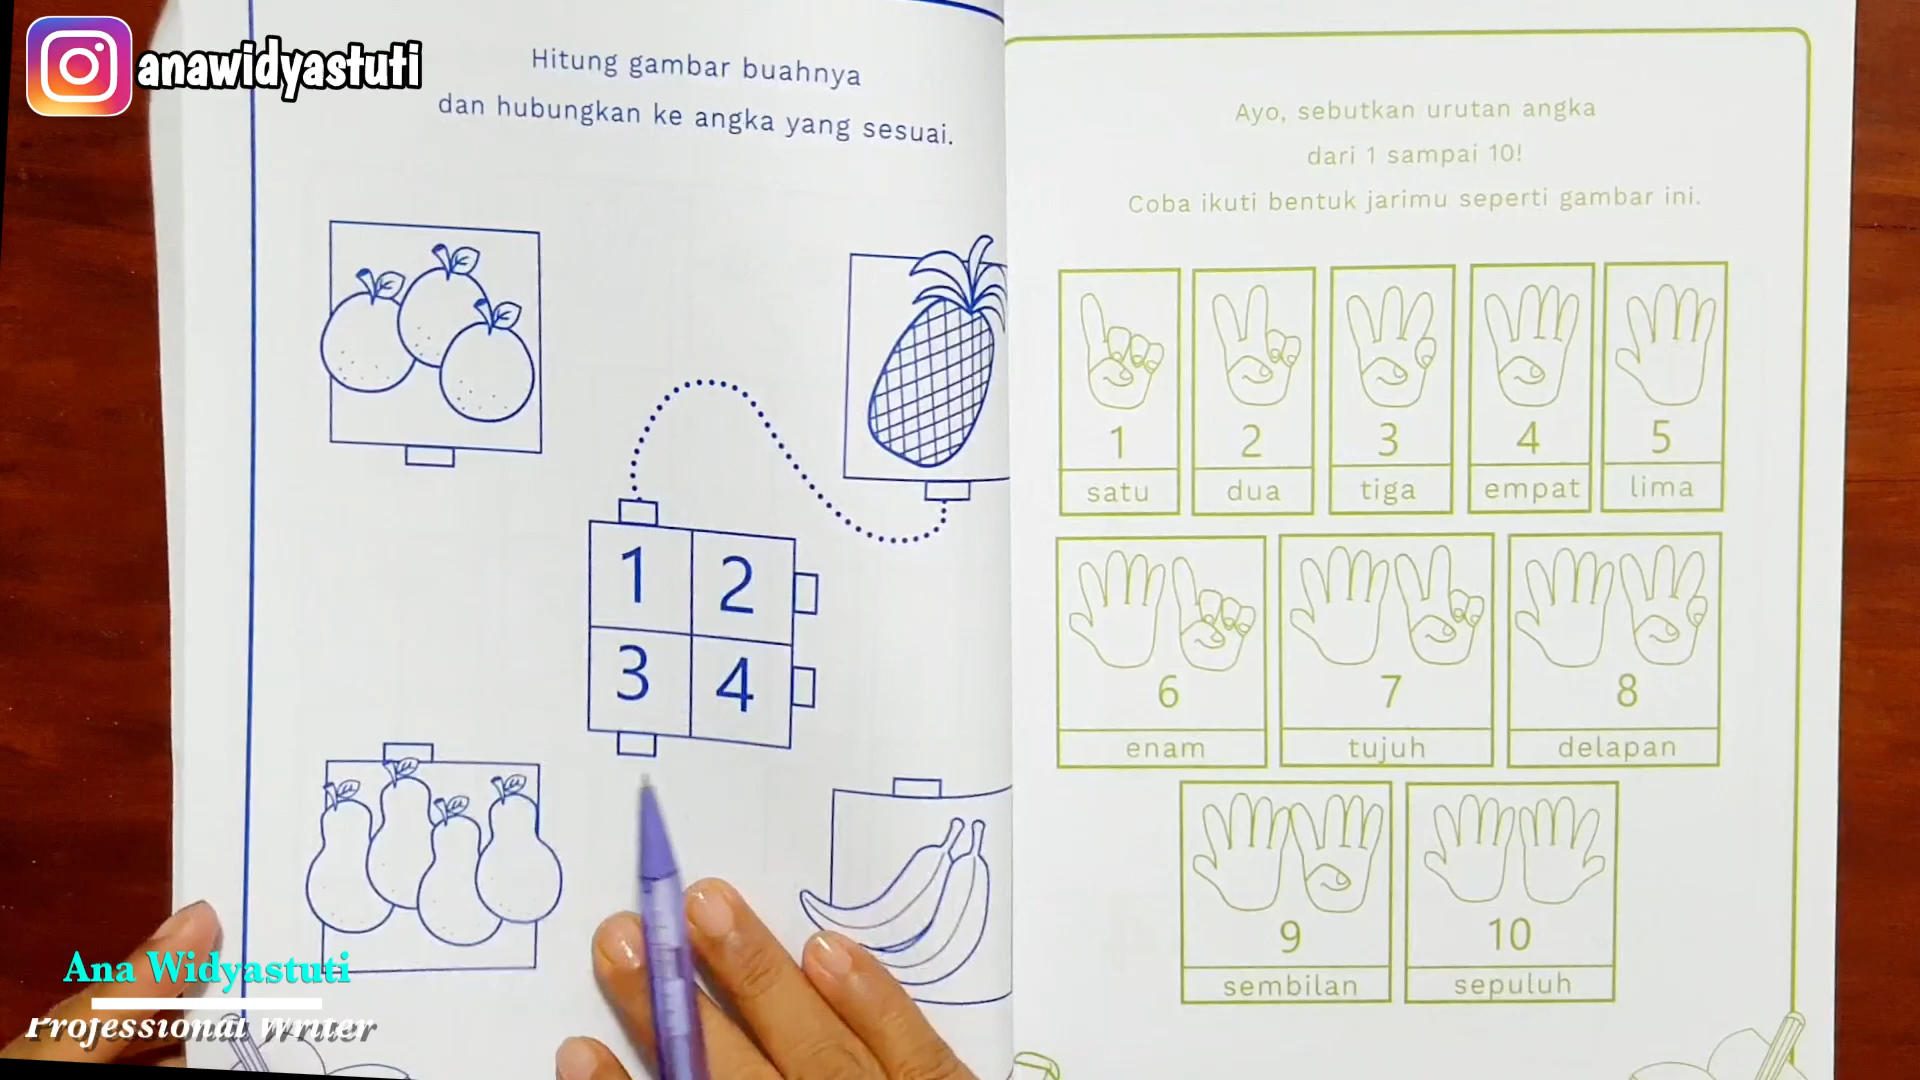 anawidyastuti
Hitung gambar buahnya
dan hubungkan ke angka yang sesuai.
1 2
3 4
Ayo, sebutkan urutan angka
dari 1 sampai 10!
Coba ikuti bentuk jarimu seperti gambar ini.
1 2 3 4 5
satu dua tiga empat lima
6 7 8
enam tujuh delapan
9 10
sembilan sepuluh
Ana Widyastuti
Professional Writer